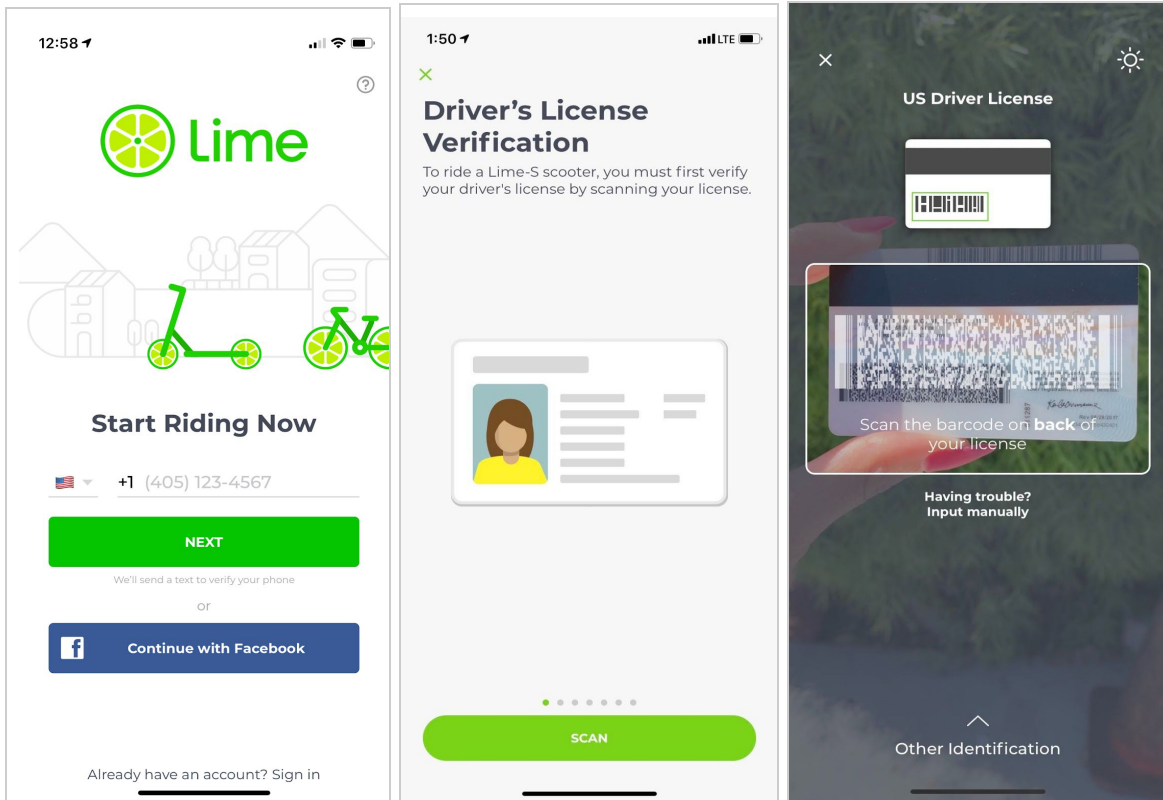 12:58
Lime
Start Riding Now
+1 (405) 123-4567
NEXT
We'll send a text to verify your phone
or
f Continue with Facebook
Already have an account? Sign in
1:50
LTE
Driver's License
Verification
To ride a Lime-S scooter, you must first verify
your driver's license by scanning your license.
SCAN
US Driver License
Scan the barcode on back of
your license
Having trouble?
Input manually
Other Identification